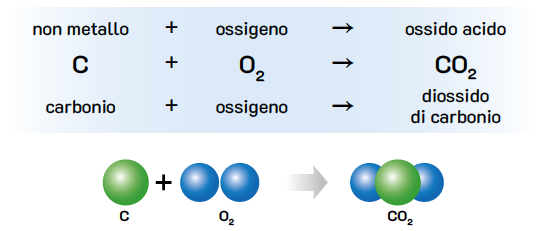 non metallo + ossigeno → ossido acido
C + O₂ → CO₂
carbonio + ossigeno → diossido
di carbonio
+
C O₂ CO₂